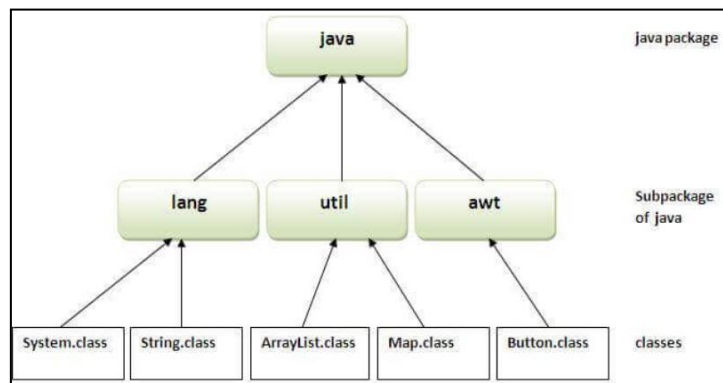 java
java package
lang
util
awt
Subpackage
of java
System.class
String.class
ArrayList.class
Map.class
Button.class
classes